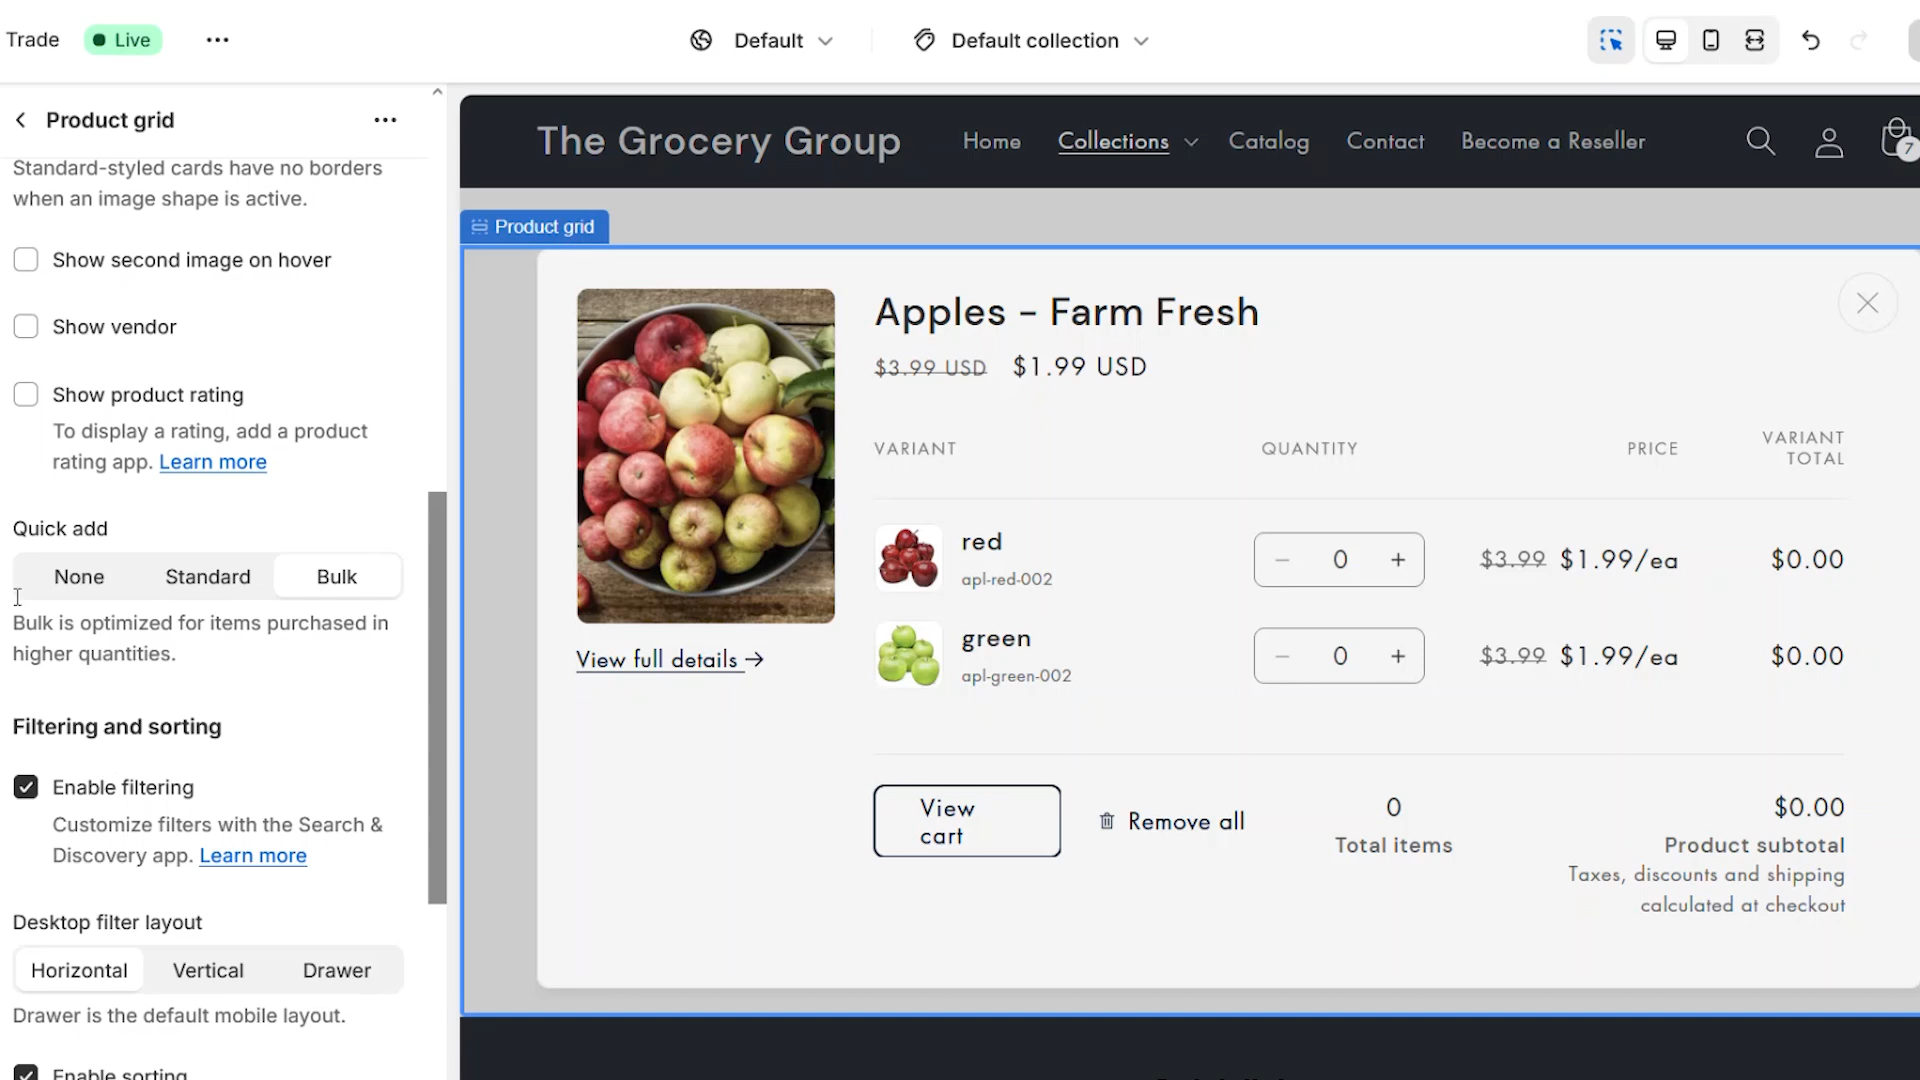 Trade
Live
Default
Default collection
Product grid
Standard-styled cards have no borders
when an image shape is active.
Show second image on hover
Show vendor
Show product rating
To display a rating, add a product
rating app. Learn more
Quick add
None Standard Bulk
Bulk is optimized for items purchased in
higher quantities.
Filtering and sorting
Enable filtering
Customize filters with the Search &
Discovery app. Learn more
Desktop filter layout
Horizontal Vertical Drawer
Drawer is the default mobile layout.
Enable sorting
The Grocery Group
Home Collections Catalog Contact Become a Reseller
7
Product grid
Apples – Farm Fresh
$3.99 USD $1.99 USD
VARIANT QUANTITY PRICE VARIANT
TOTAL
red
apl-red-002
− 0 + $3.99 $1.99/ea $0.00
green
apl-green-002
− 0 + $3.99 $1.99/ea $0.00
View full details →
View
cart
Remove all
0
Total items
$0.00
Product subtotal
Taxes, discounts and shipping
calculated at checkout